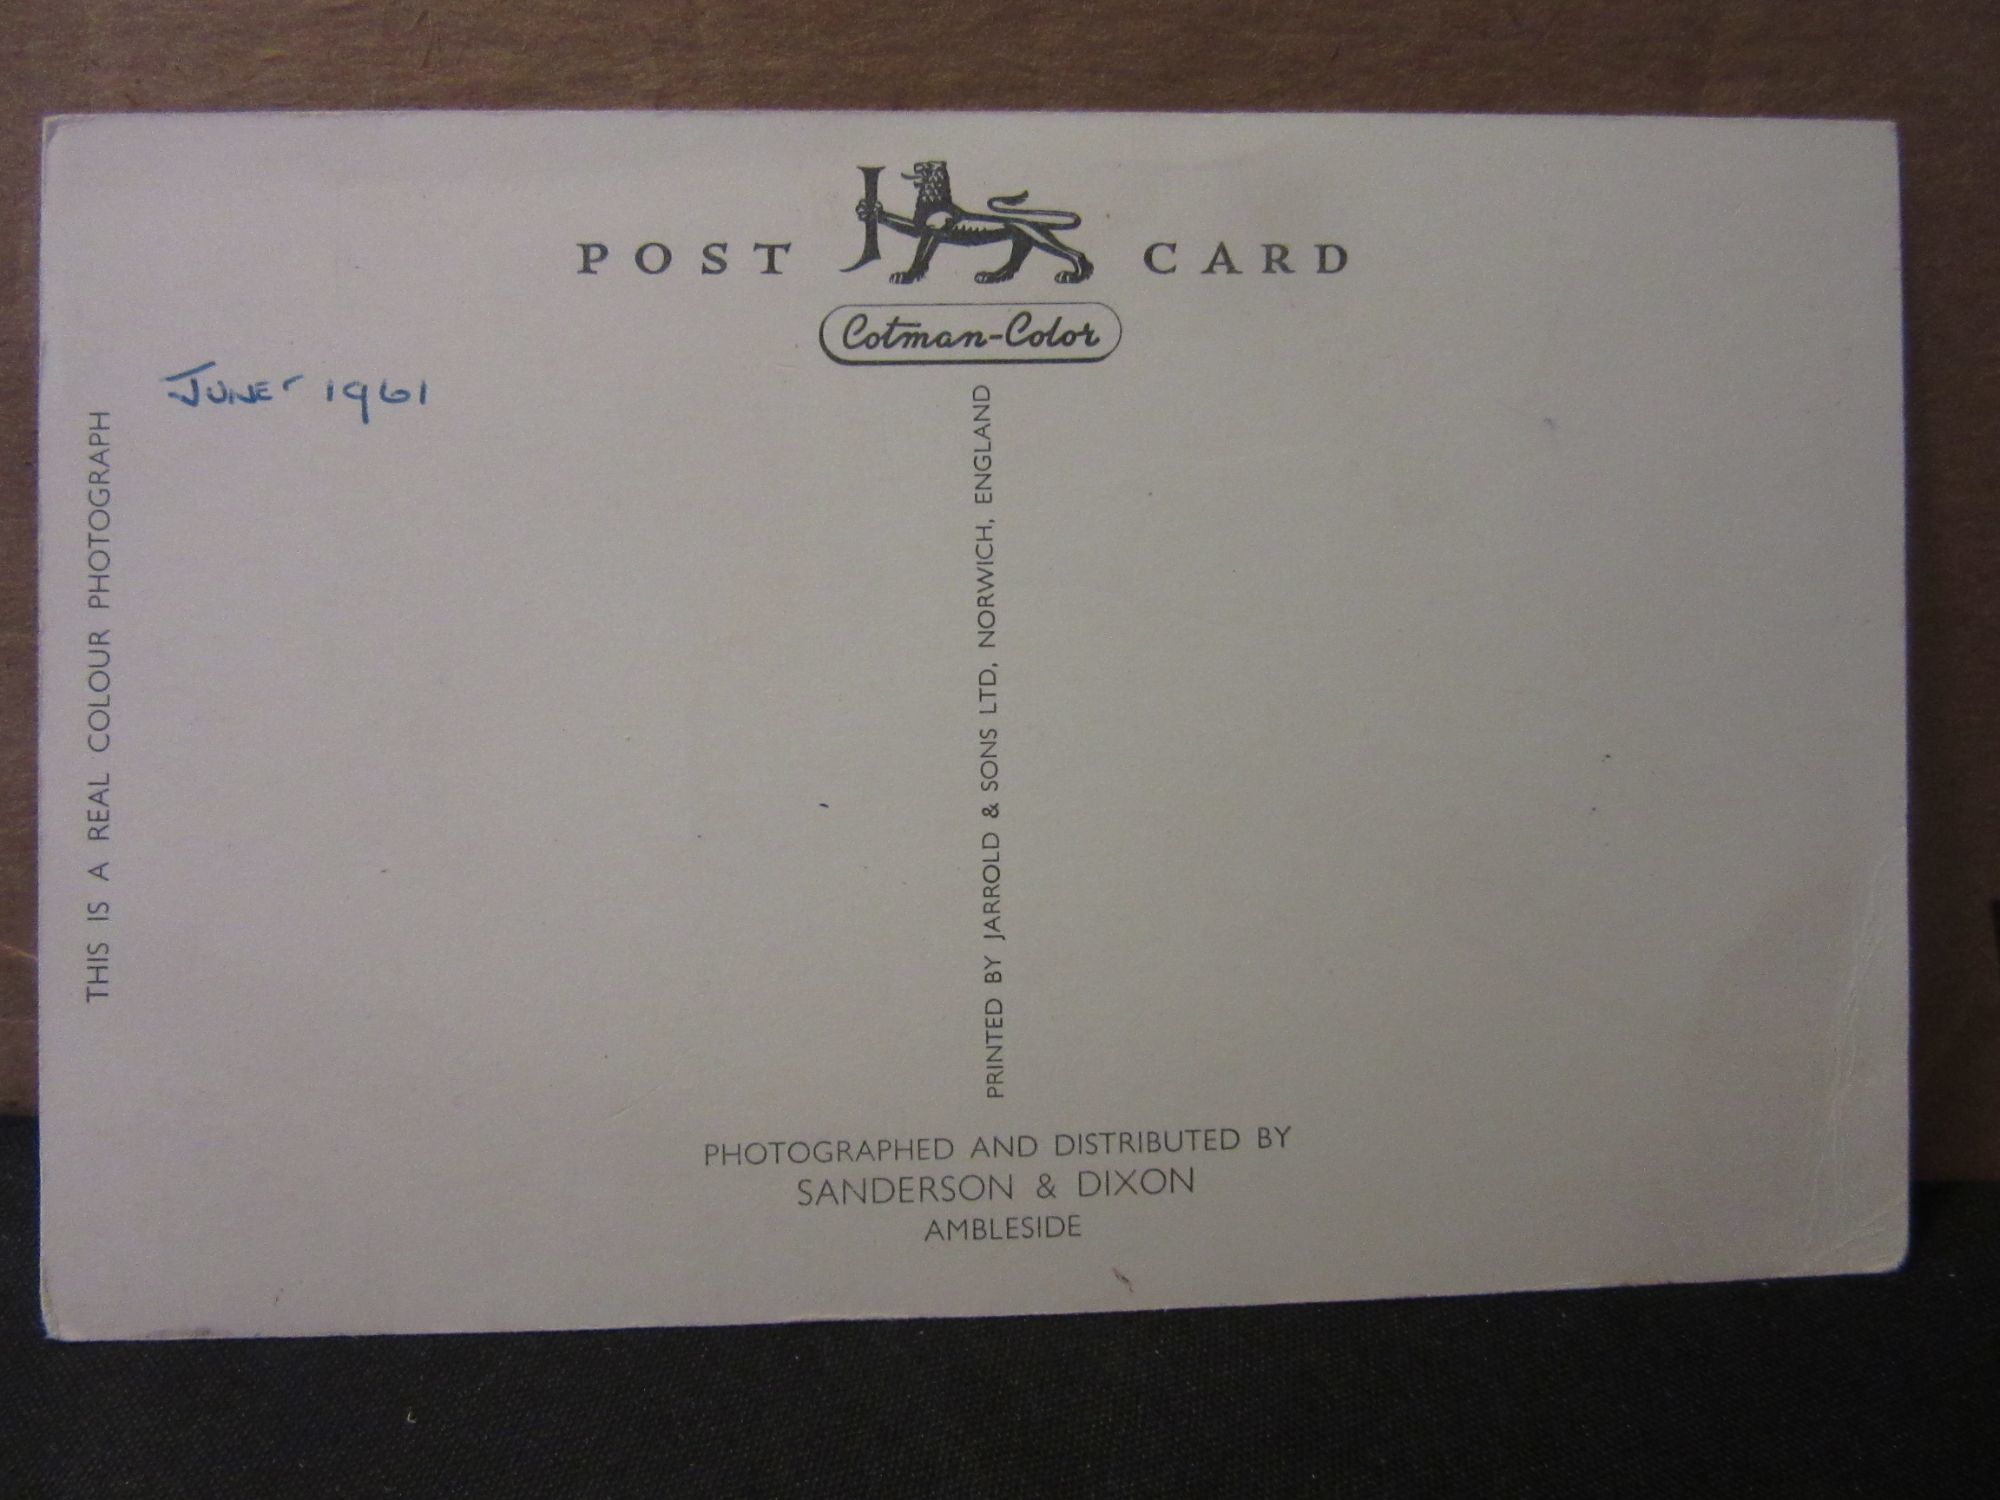 POST CARD
Cotman-Color
June 1961
THIS IS A REAL COLOUR PHOTOGRAPH
PRINTED BY JARROLD & SONS LTD, NORWICH, ENGLAND
PHOTOGRAPHED AND DISTRIBUTED BY
SANDERSON & DIXON
AMBLESIDE